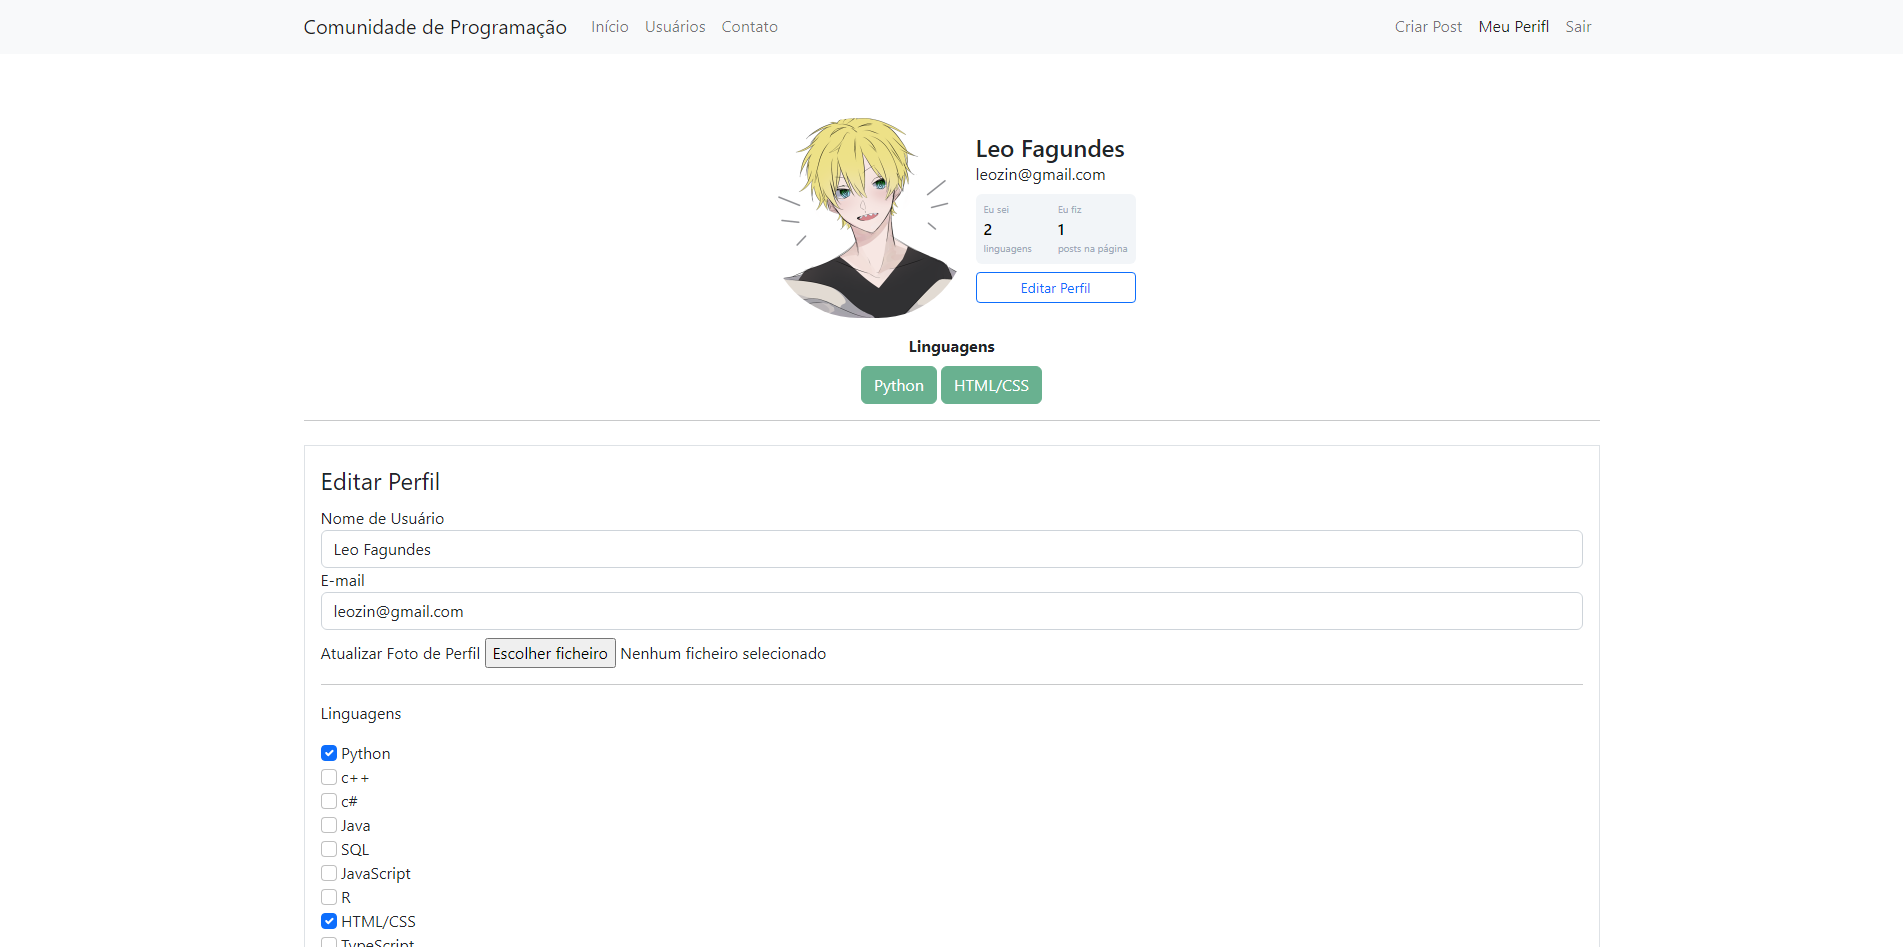 Comunidade de Programação Início Usuários Contato Criar Post Meu Perifl Sair
Leo Fagundes
leozin@gmail.com
Eu sei Eu fiz
2 1
linguagens posts na página
Editar Perfil
Linguagens
Python HTML/CSS
Editar Perfil
Nome de Usuário
Leo Fagundes
E-mail
leozin@gmail.com
Atualizar Foto de Perfil Escolher ficheiro Nenhum ficheiro selecionado
Linguagens
Python
c++
c#
Java
SQL
JavaScript
R
HTML/CSS
TypeScript